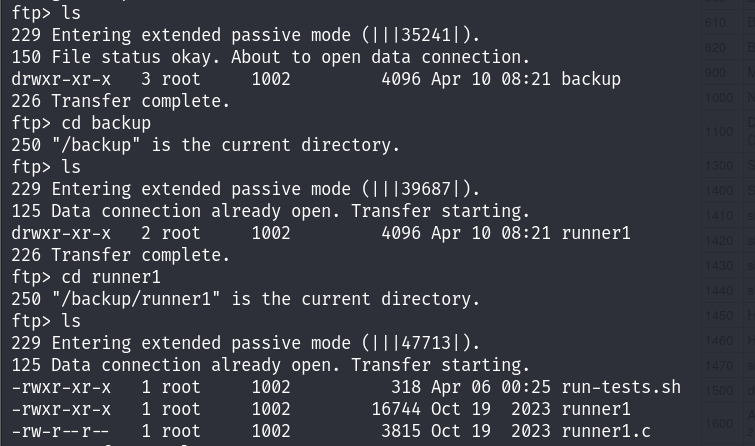 ftp> ls
229 Entering extended passive mode (|||35241|).
150 File status okay. About to open data connection.
drwxr-xr-x   3 root     1002         4096 Apr 10 08:21 backup
226 Transfer complete.
ftp> cd backup
250 "/backup" is the current directory.
ftp> ls
229 Entering extended passive mode (|||39687|).
125 Data connection already open. Transfer starting.
drwxr-xr-x   2 root     1002         4096 Apr 10 08:21 runner1
226 Transfer complete.
ftp> cd runner1
250 "/backup/runner1" is the current directory.
ftp> ls
229 Entering extended passive mode (|||47713|).
125 Data connection already open. Transfer starting.
-rwxr-xr-x   1 root     1002          318 Apr 06 00:25 run-tests.sh
-rwxr-xr-x   1 root     1002        16744 Oct 19  2023 runner1
-rw-r--r--   1 root     1002         3815 Oct 19  2023 runner1.c
610
820
900
1000
1100
1300
1400
1410
1420
1430
1440
1450
1460
1470
1500
1600